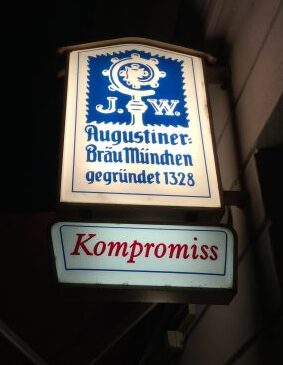 J. W.
Augustiner-
Bräu München
gegründet 1328
Kompromiss